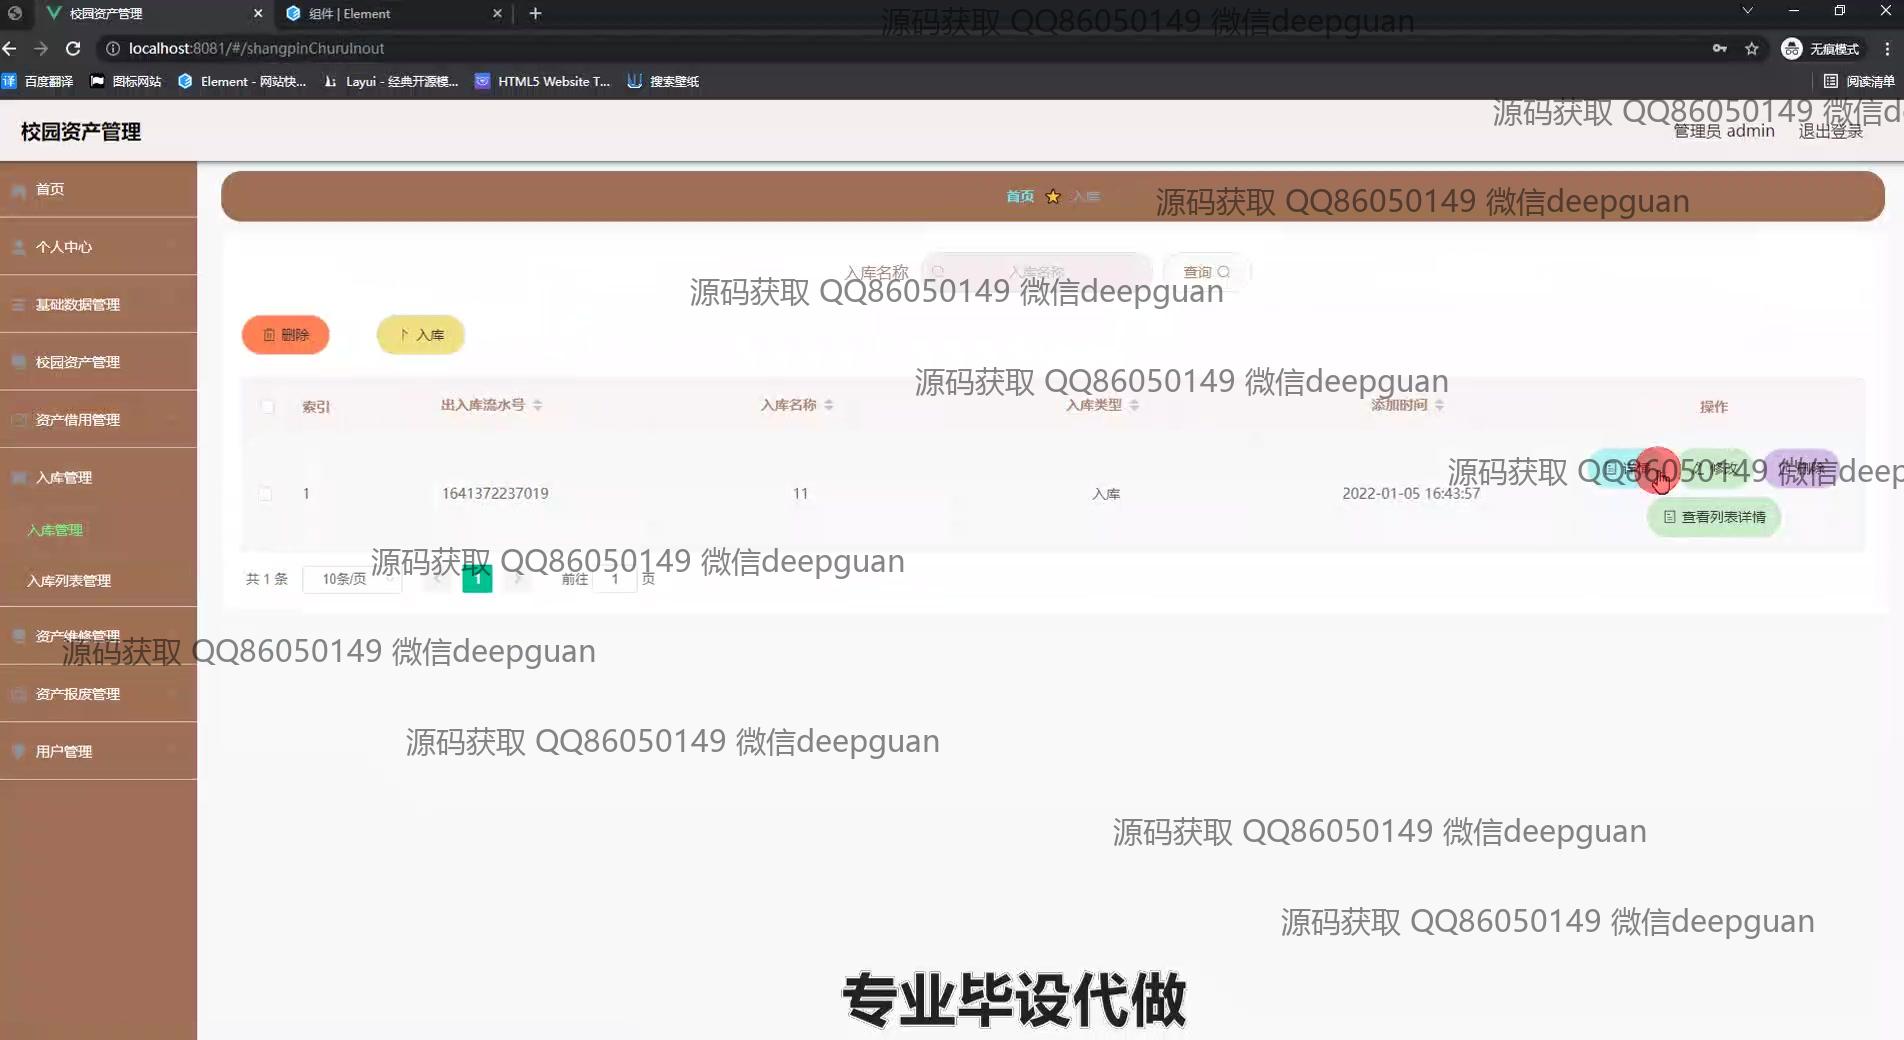 校园资产管理
组件 | Element
源码获取 QQ86050149 微信deepguan
localhost:8081/#/shangpinChuruInout
无痕模式
百度翻译
图标网站
Element - 网站快...
Layui - 经典开源模...
HTML5 Website T...
搜索壁纸
阅读清单
源码获取 QQ86050149 微信de
校园资产管理
管理员 admin
退出登录
首页
个人中心
基础数据管理
校园资产管理
资产借用管理
入库管理
入库管理
入库列表管理
资产维修管理
资产报废管理
用户管理
首页
入库
源码获取 QQ86050149 微信deepguan
入库名称
入库名称
查询
源码获取 QQ86050149 微信deepguan
删除
入库
源码获取 QQ86050149 微信deepguan
索引
出入库流水号
入库名称
入库类型
添加时间
操作
1
1641372237019
11
入库
2022-01-05 16:43:57
修改
删除
查看列表详情
源码获取 QQ86050149 微信deep
源码获取 QQ86050149 微信deepguan
共 1 条
10条/页
1
前往
1
页
源码获取 QQ86050149 微信deepguan
源码获取 QQ86050149 微信deepguan
源码获取 QQ86050149 微信deepguan
源码获取 QQ86050149 微信deepguan
专业毕设代做